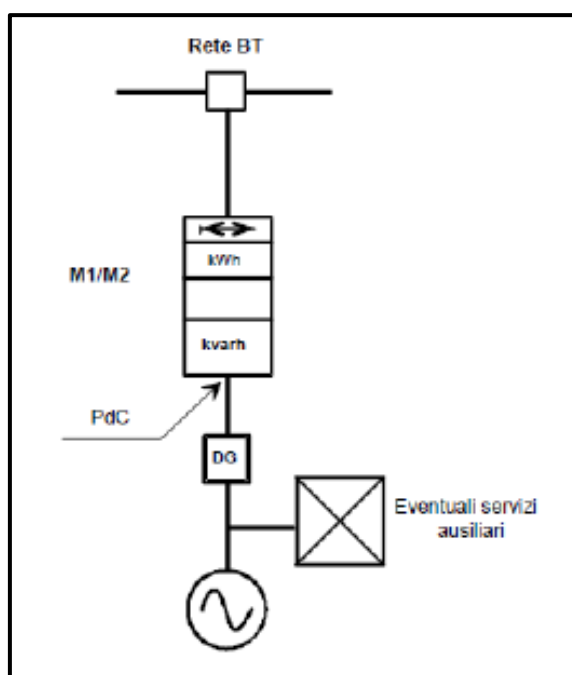 Rete BT
kWh
M1/M2
kvarh
PdC
DG
Eventuali servizi
ausiliari